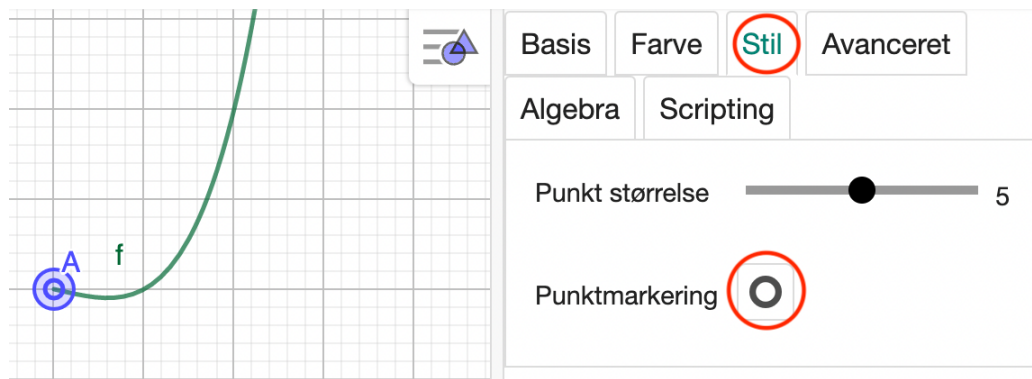 Basis Farve Stil Avanceret
Algebra Scripting
Punkt størrelse 5
Punktmarkering
A
f